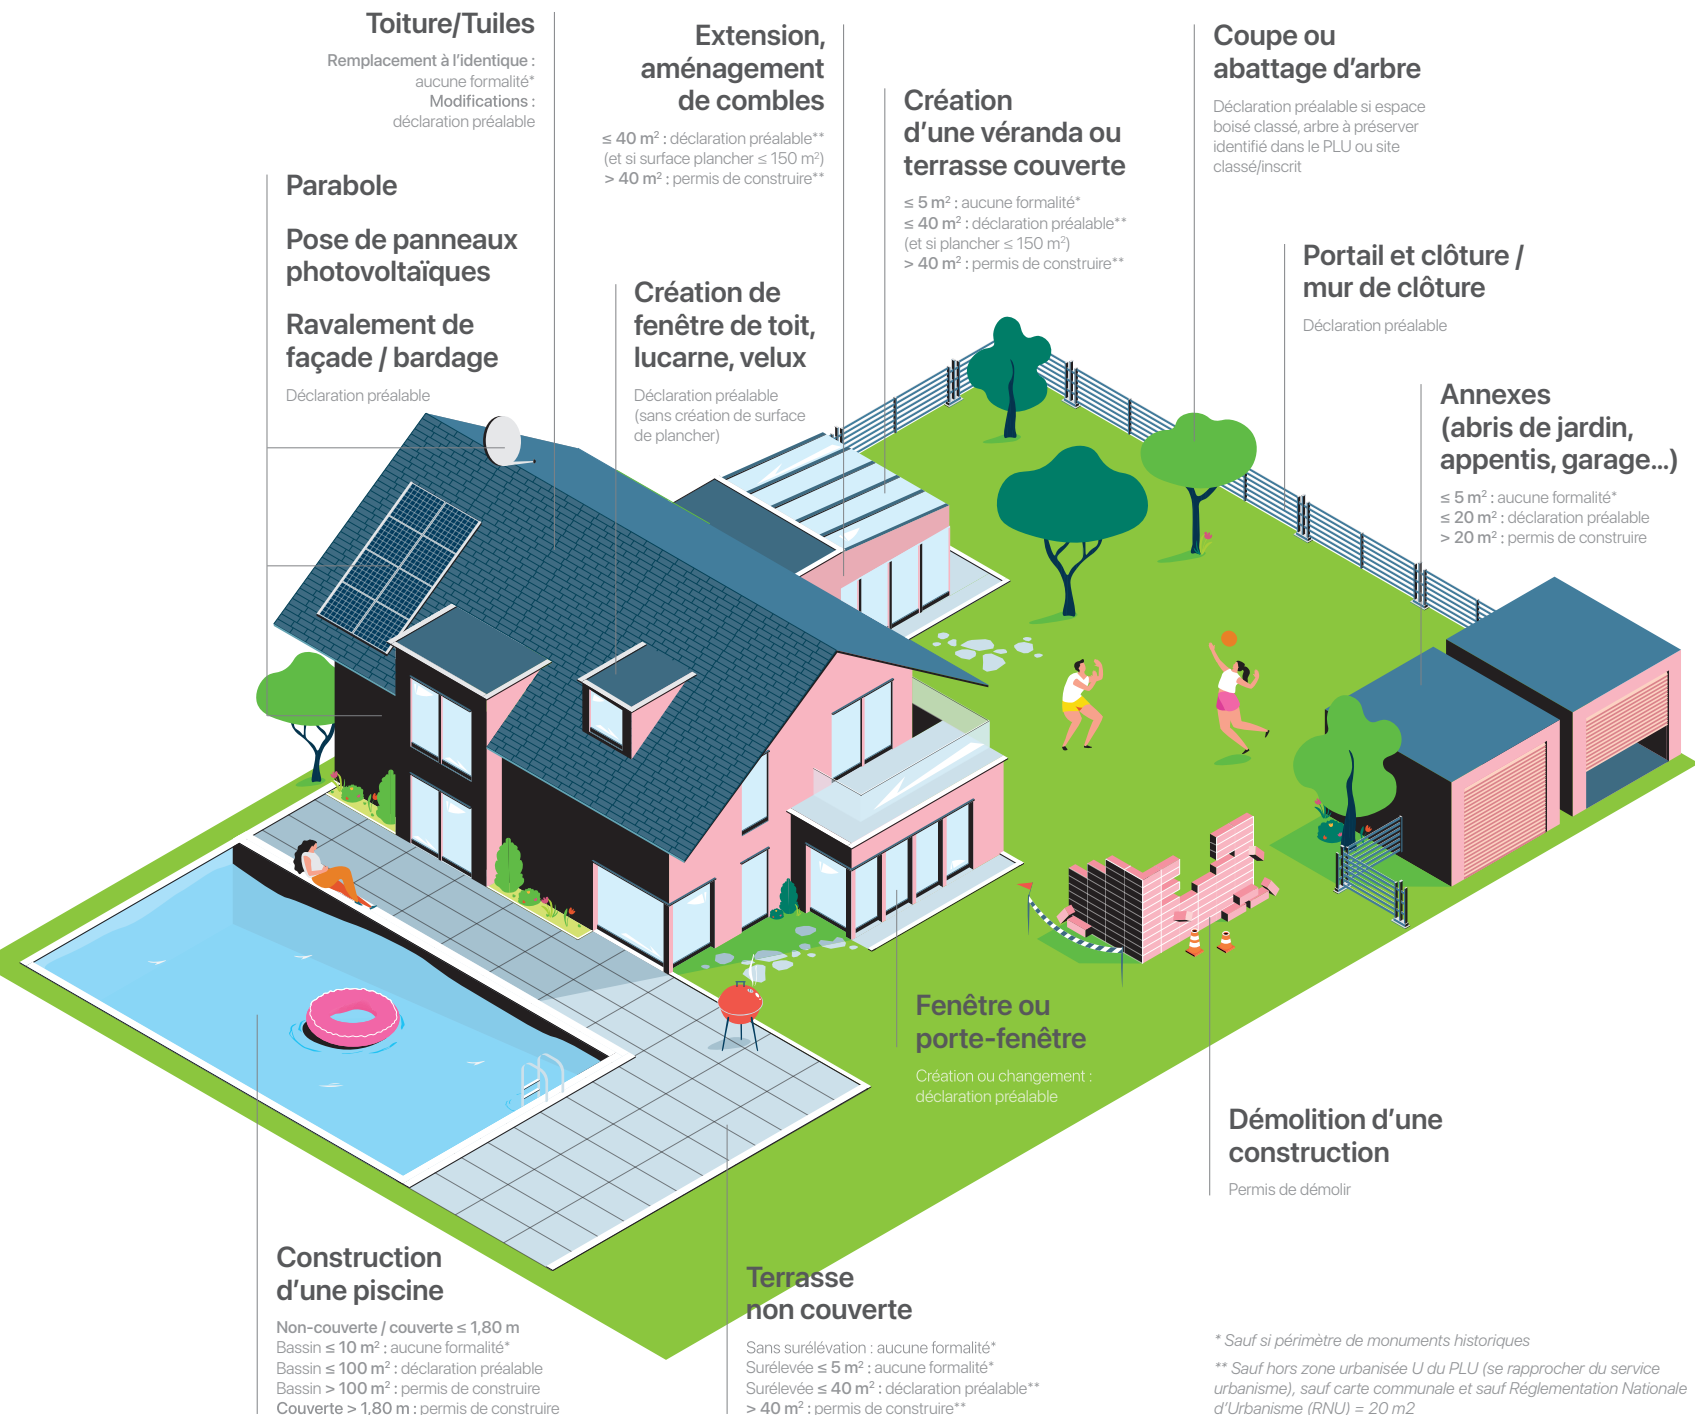 Toiture/Tuiles
Remplacement à l'identique :
aucune formalité*
Modifications :
déclaration préalable
Extension,
aménagement
de combles
≤ 40 m² : déclaration préalable**
(et si surface plancher ≤ 150 m²)
> 40 m² : permis de construire**
Création
d'une véranda ou
terrasse couverte
≤ 5 m² : aucune formalité*
≤ 40 m² : déclaration préalable**
(et si plancher ≤ 150 m²)
> 40 m² : permis de construire**
Coupe ou
abattage d'arbre
Déclaration préalable si espace
boisé classé, arbre à préserver
identifié dans le PLU ou site
classé/inscrit
Parabole
Pose de panneaux
photovoltaïques
Ravalement de
façade / bardage
Déclaration préalable
Création de
fenêtre de toit,
lucarne, velux
Déclaration préalable
(sans création de surface
de plancher)
Portail et clôture /
mur de clôture
Déclaration préalable
Annexes
(abris de jardin,
appentis, garage...)
≤ 5 m² : aucune formalité*
≤ 20 m² : déclaration préalable
> 20 m² : permis de construire
Fenêtre ou
porte-fenêtre
Création ou changement :
déclaration préalable
Démolition d'une
construction
Permis de démolir
Construction
d'une piscine
Non-couverte / couverte ≤ 1,80 m
Bassin ≤ 10 m² : aucune formalité*
Bassin ≤ 100 m² : déclaration préalable
Bassin > 100 m² : permis de construire
Couverte > 1,80 m : permis de construire
Terrasse
non couverte
Sans surélévation : aucune formalité*
Surélevée ≤ 5 m² : aucune formalité*
Surélevée ≤ 40 m² : déclaration préalable**
> 40 m² : permis de construire**
* Sauf si périmètre de monuments historiques
** Sauf hors zone urbanisée U du PLU (se rapprocher du service
urbanisme), sauf carte communale et sauf Réglementation Nationale
d'Urbanisme (RNU) = 20 m2